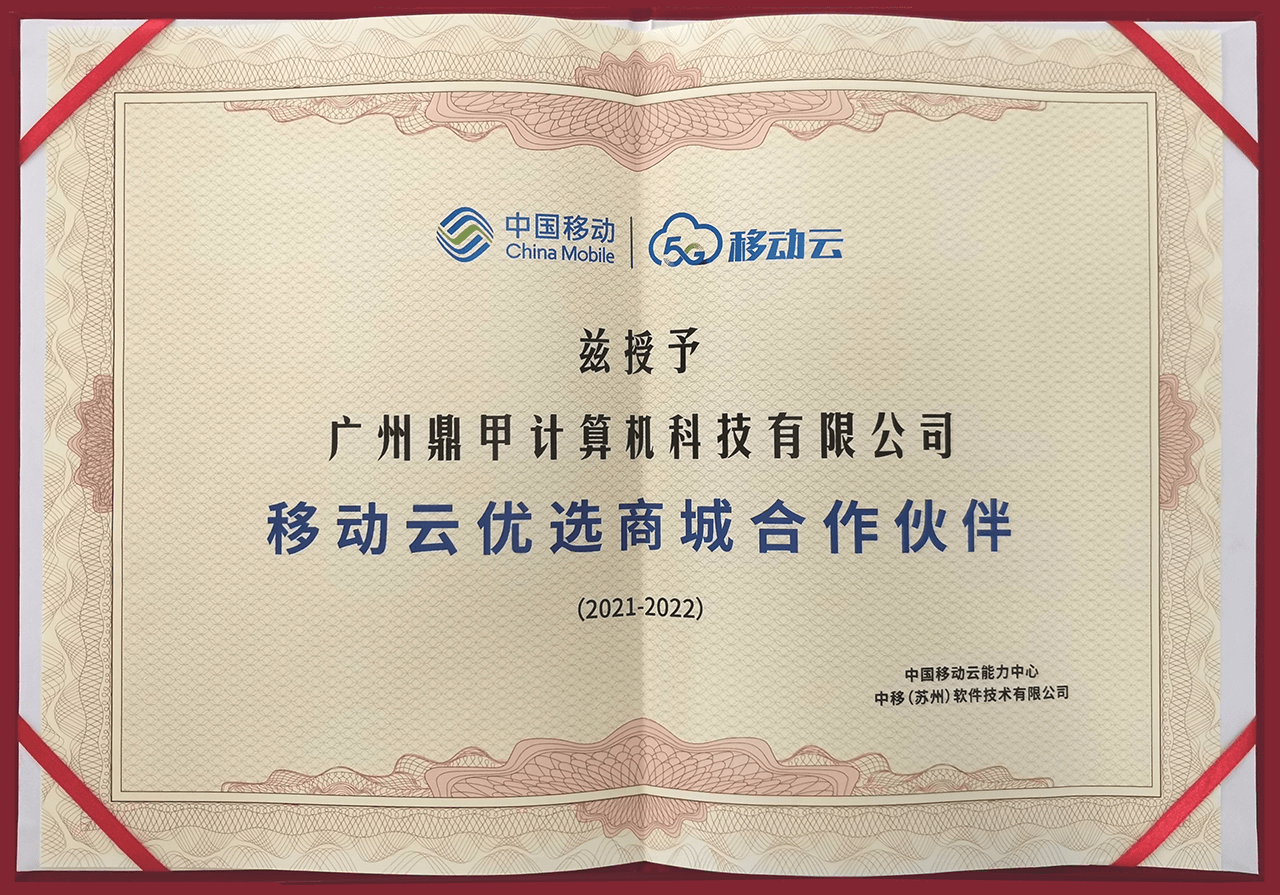 中国移动
China Mobile
5G 移动云
兹授予
广州鼎甲计算机科技有限公司
移动云优选商城合作伙伴
(2021-2022)
中国移动云能力中心
中移(苏州)软件技术有限公司